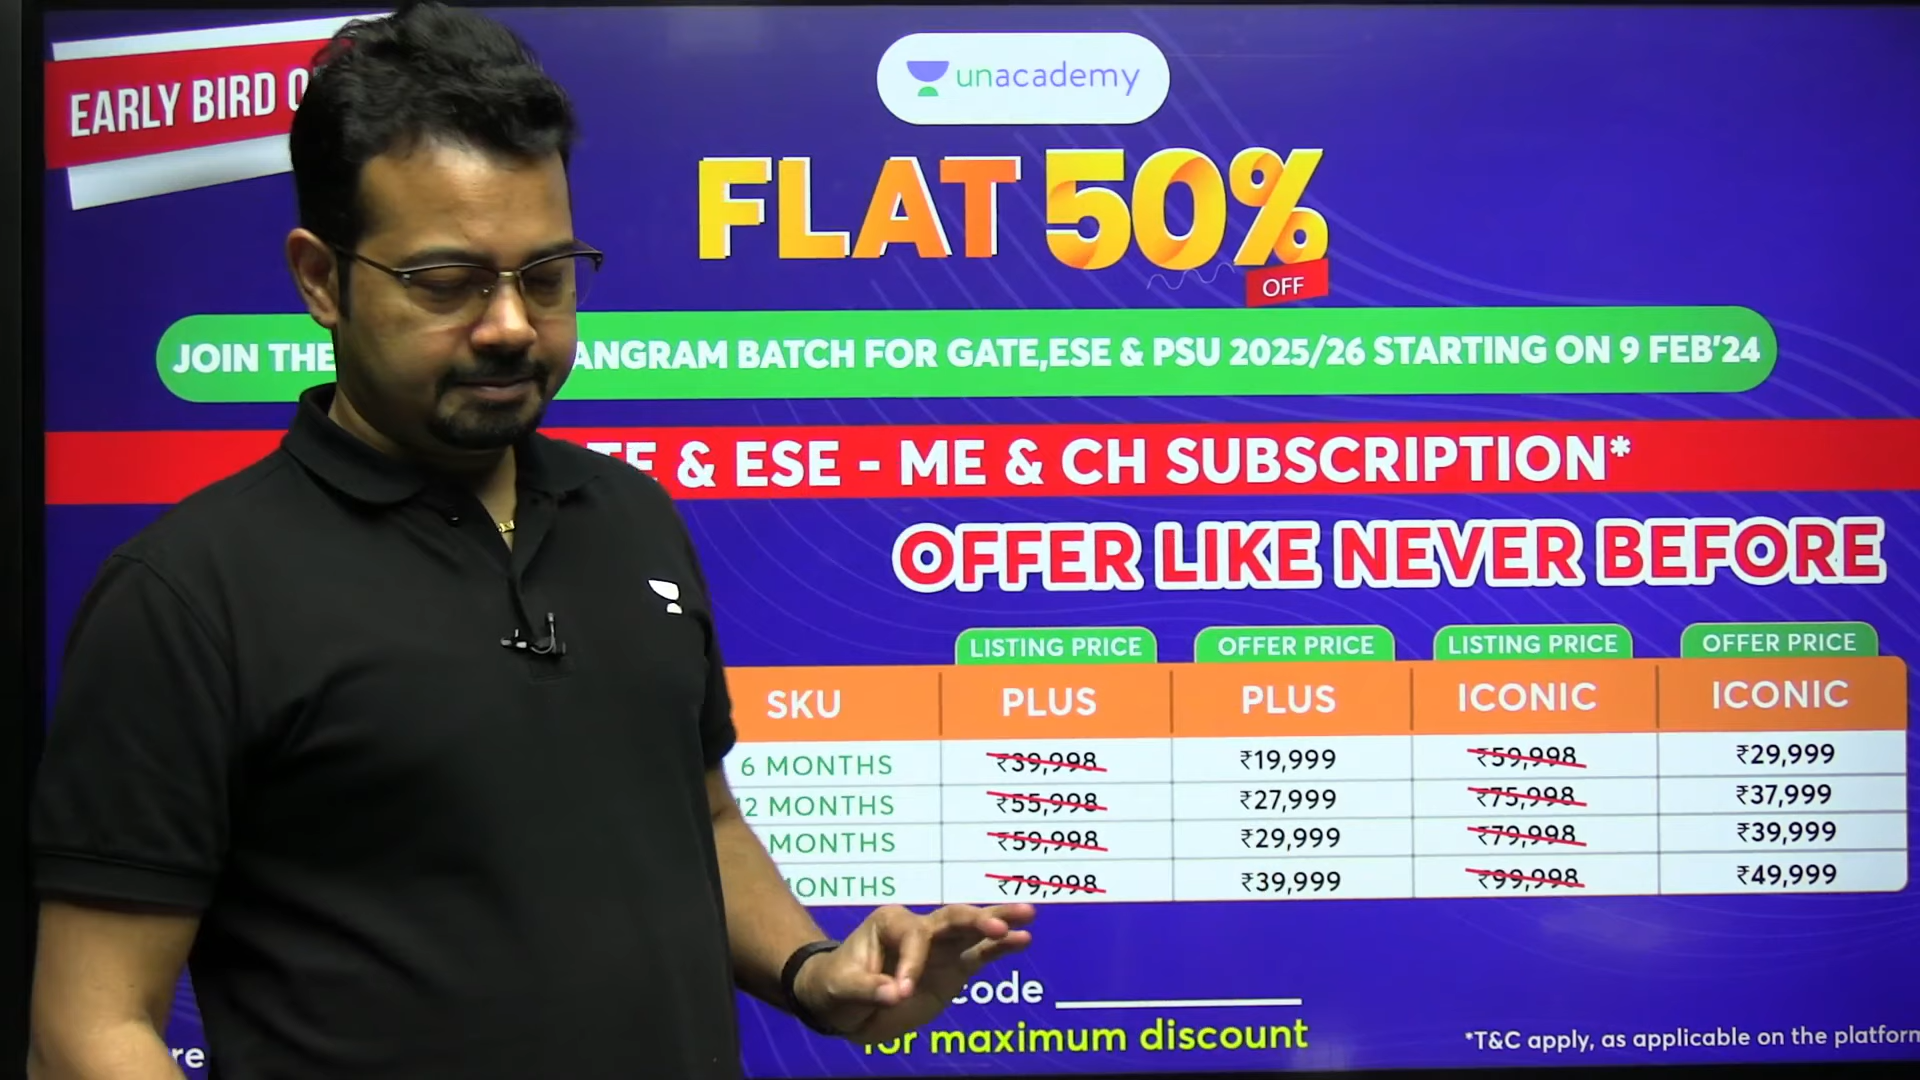 EARLY BIRD
unacademy
FLAT 50%
OFF
JOIN THE ANGRAM BATCH FOR GATE,ESE & PSU 2025/26 STARTING ON 9 FEB'24
& ESE - ME & CH SUBSCRIPTION*
OFFER LIKE NEVER BEFORE
LISTING PRICE OFFER PRICE LISTING PRICE OFFER PRICE
SKU PLUS PLUS ICONIC ICONIC
6 MONTHS ₹39,998 ₹19,999 ₹59,998 ₹29,999
12 MONTHS ₹55,998 ₹27,999 ₹75,998 ₹37,999
MONTHS ₹59,998 ₹29,999 ₹79,998 ₹39,999
MONTHS ₹79,998 ₹39,999 ₹99,998 ₹49,999
code
for maximum discount
*T&C apply, as applicable on the platform